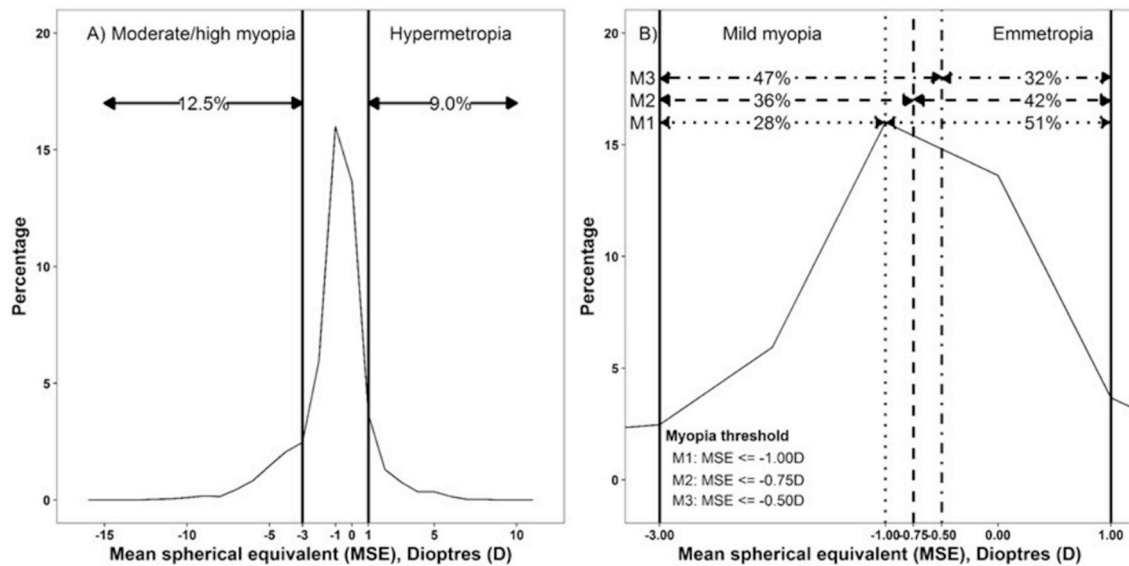 A) Moderate/high myopia
Hypermetropia
12.5%
9.0%
20
15
10
5
0
Percentage
-15
-10
-5
-3
-1
0
1
5
10
Mean spherical equivalent (MSE), Dioptres (D)
B)
Mild myopia
Emmetropia
M3
47%
32%
M2
36%
42%
M1
28%
51%
20
15
10
5
0
Percentage
Myopia threshold
M1: MSE <= -1.00D
M2: MSE <= -0.75D
M3: MSE <= -0.50D
-3.00
-1.00
-0.75
-0.50
0.00
1.00
Mean spherical equivalent (MSE), Dioptres (D)